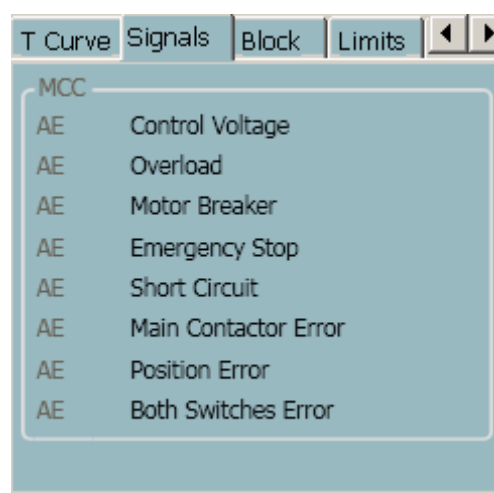 T Curve Signals Block Limits
MCC
AE Control Voltage
AE Overload
AE Motor Breaker
AE Emergency Stop
AE Short Circuit
AE Main Contactor Error
AE Position Error
AE Both Switches Error